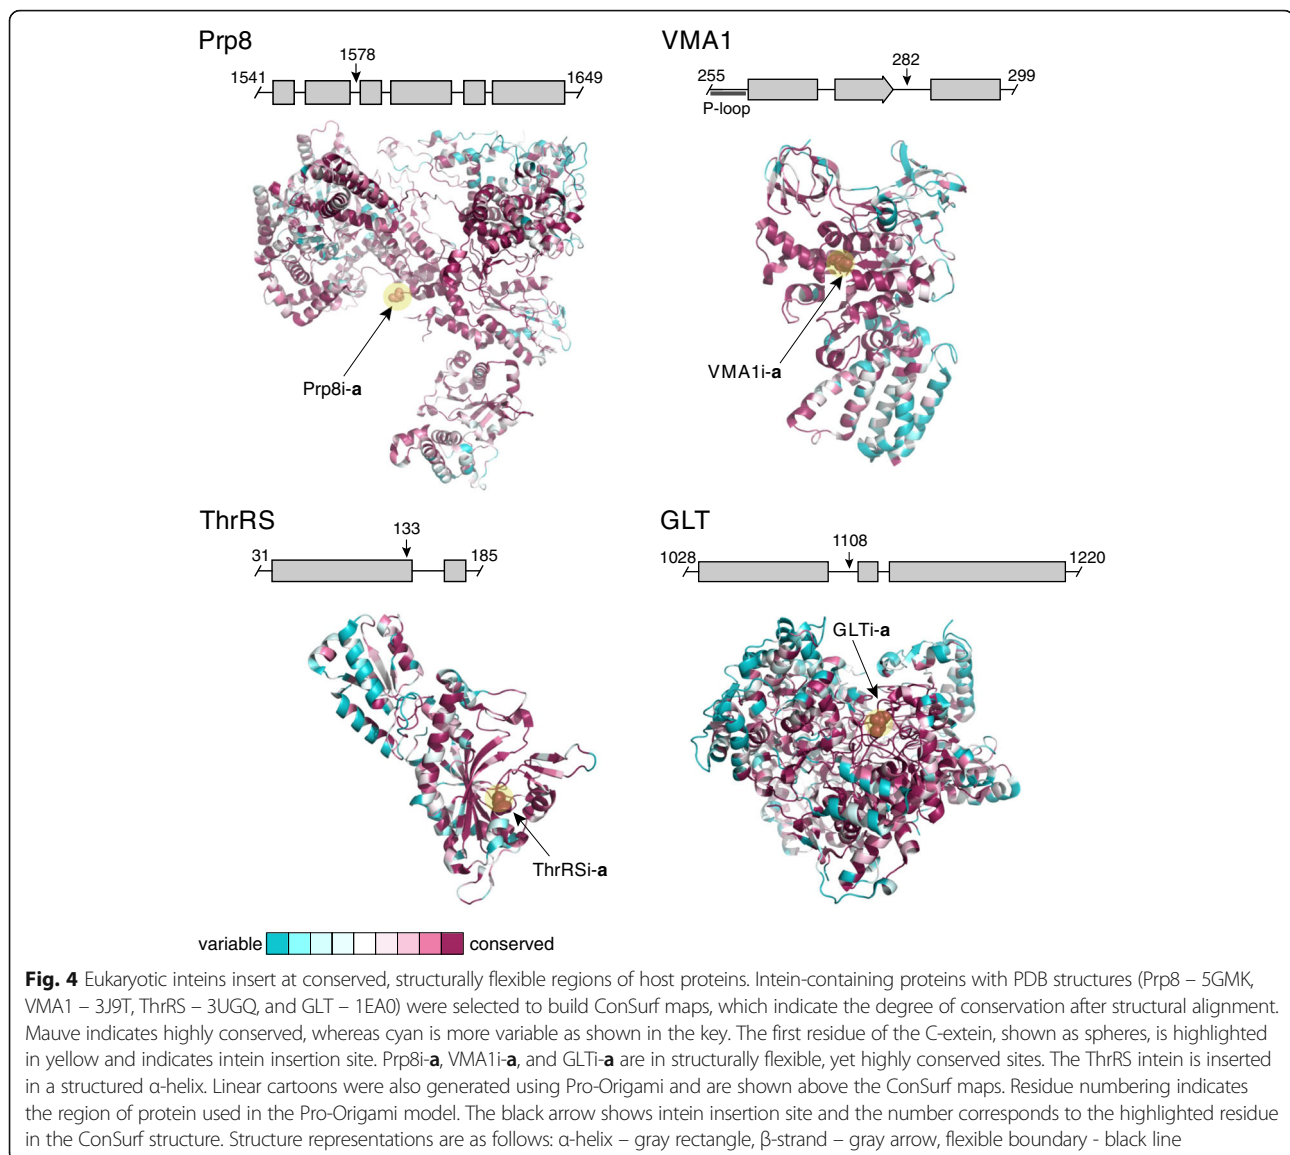 Prp8
1578
1541
1649
Prp8i-a
VMA1
282
255
299
P-loop
VMA1i-a
ThrRS
133
31
185
ThrRSi-a
GLT
1108
1028
1220
GLTi-a
variable
conserved
Fig. 4 Eukaryotic inteins insert at conserved, structurally flexible regions of host proteins. Intein-containing proteins with PDB structures (Prp8 – 5GMK,
VMA1 – 3J9T, ThrRS – 3UGQ, and GLT – 1EA0) were selected to build ConSurf maps, which indicate the degree of conservation after structural alignment.
Mauve indicates highly conserved, whereas cyan is more variable as shown in the key. The first residue of the C-extein, shown as spheres, is highlighted
in yellow and indicates intein insertion site. Prp8i-a, VMA1i-a, and GLTi-a are in structurally flexible, yet highly conserved sites. The ThrRS intein is inserted
in a structured α-helix. Linear cartoons were also generated using Pro-Origami and are shown above the ConSurf maps. Residue numbering indicates
the region of protein used in the Pro-Origami model. The black arrow shows intein insertion site and the number corresponds to the highlighted residue
in the ConSurf structure. Structure representations are as follows: α-helix – gray rectangle, β-strand – gray arrow, flexible boundary - black line